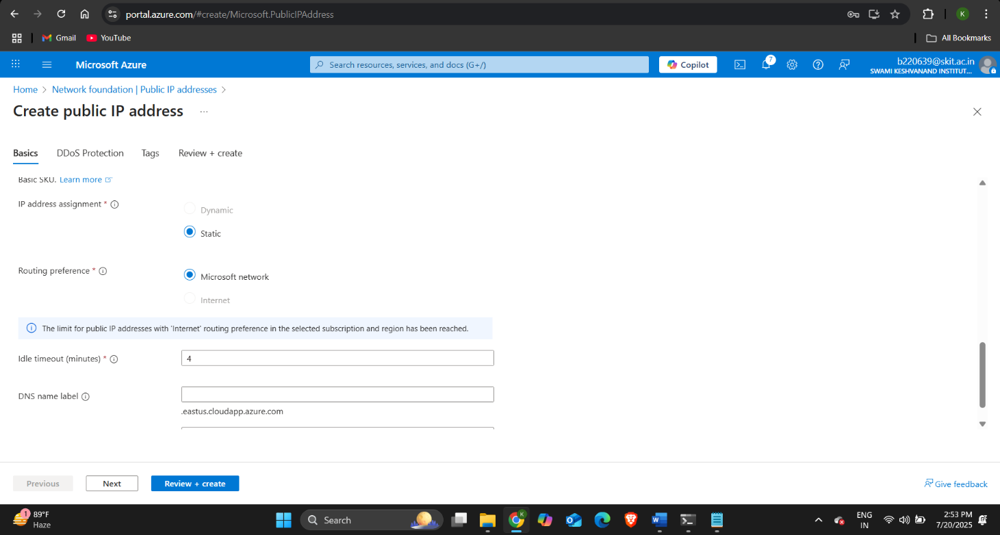 portal.azure.com/#create/Microsoft.PublicIPAddress
K
Gmail
YouTube
All Bookmarks
Microsoft Azure
Search resources, services, and docs (G+/)
Copilot
7
b220639@skit.ac.in
SWAMI KESHVANAND INSTITUT...
Home > Network foundation | Public IP addresses >
Create public IP address ...
Basics
DDoS Protection
Tags
Review + create
Basic SKU. Learn more
IP address assignment *
Dynamic
Static
Routing preference *
Microsoft network
Internet
The limit for public IP addresses with 'Internet' routing preference in the selected subscription and region has been reached.
Idle timeout (minutes) *
4
DNS name label
.eastus.cloudapp.azure.com
Previous
Next
Review + create
Give feedback
1
89°F
Haze
Search
K
ENG
IN
2:53 PM
7/20/2025